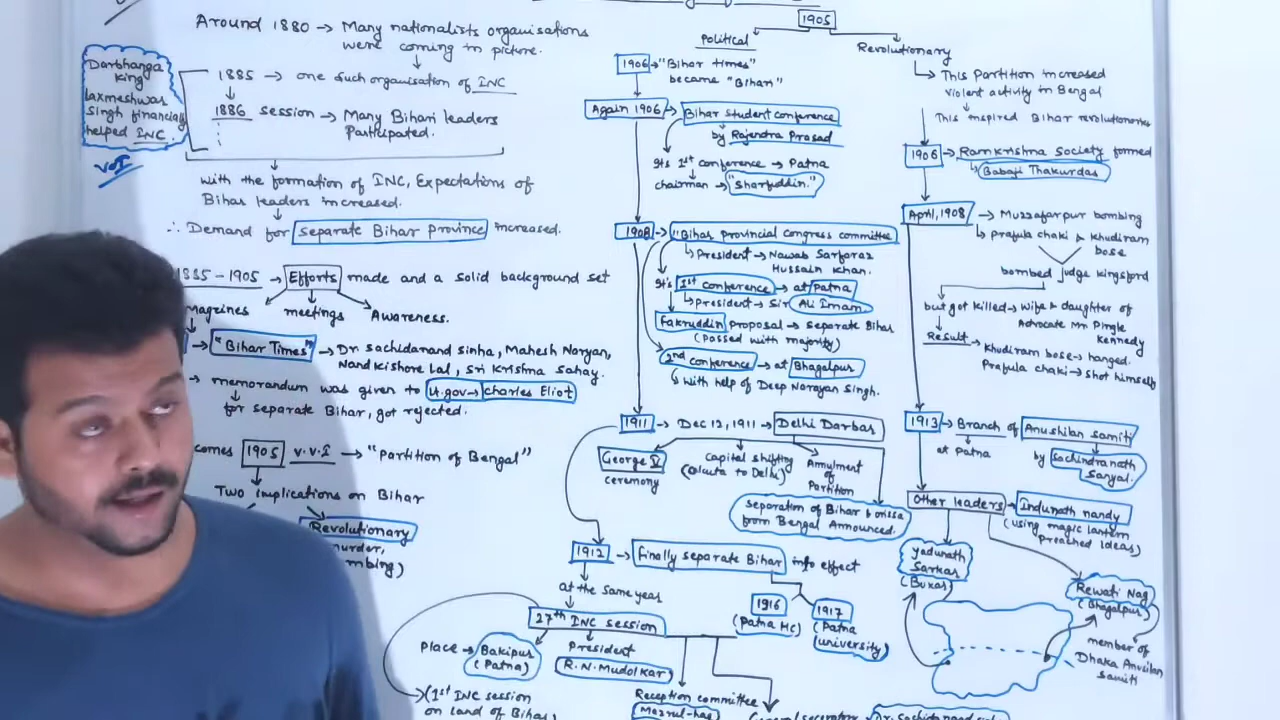 Around 1880 → Many nationalists organisations
were coming in picture.
Darbhanga
King
Laxmeshwar
Singh financially
helped INC.
VVI
1885 → one such organisation of INC
1886 session → Many Bihari leaders
Participated.
with the formation of INC, Expectations of
Bihar leaders increased.
∴ Demand for separate Bihar province increased.
1885-1905 → Efforts made and a solid background set
meetings
Awareness.
→ "Bihar Times" → Dr sachidanand sinha, Mahesh Naryan,
Nand Kishore Lal, Sri Krishna Sahay.
→ memorandum was given to Lt.gov → Charles Eliot
for separate Bihar, got rejected.
comes 1905 v.v.I → "Partition of Bengal"
Two implications on Bihar
Revolutionary
1905
Political
1906 → "Bihar times"
became "Bihari"
Again 1906 → Bihar student conference
by Rajendra Prasad
Its 1st conference → Patna
chairman → "Sharfuddin."
1908 → "Bihar provincial Congress committee
↳ President → Nawab Sarfaraz
Hussain Khan.
It's 1st conference → at Patna
↳ President → Sir Ali Imam.
Fakruddin proposal → separate Bihar
(passed with majority)
2nd conference → at Bhagalpur
with help of Deep Narayan Singh.
1911 → Dec 12, 1911 → Delhi Darbar
George V
ceremony
Capital shifting
(Calcuta to Delhi)
Annulment
of
Partition
Separation of Bihar & orissa
from Bengal Announced.
1912 → finally separate Bihar into effect
at the same year
1916
(Patna HC)
1917
(Patna
university)
27th INC session
Place → Bakipur
(Patna)
President
R.N. Mudolkar
(1st INC session
on land of Bihar)
Reception committee
Mazrul-haq
Revolutionary
↳ This Partition increased
violent activity in Bengal
This inspired Bihar revolutionaries
1906 → Ramkrishna Society formed
↳ Babaji Thakurdas
April, 1908 → Muzzafarpur bombing
↳ Prafula chaki & Khudiram
bose
bombed judge kingsford
but got killed → wife & daughter of
Advocate Mr Pringle
Kennedy
Result → Khudiram bose → hanged.
Prafula chaki → shot himself
1913 → Branch of Anushilan samiti
at Patna
by Sachindranath
Sanyal.
Other leaders → Indunath nandy
(using magic lantern
preached ideas)
yadunath
Sarkar
(Buxar)
Rewati Nag
(Bhagalpur)
member of
Dhaka Anusilan
samiti